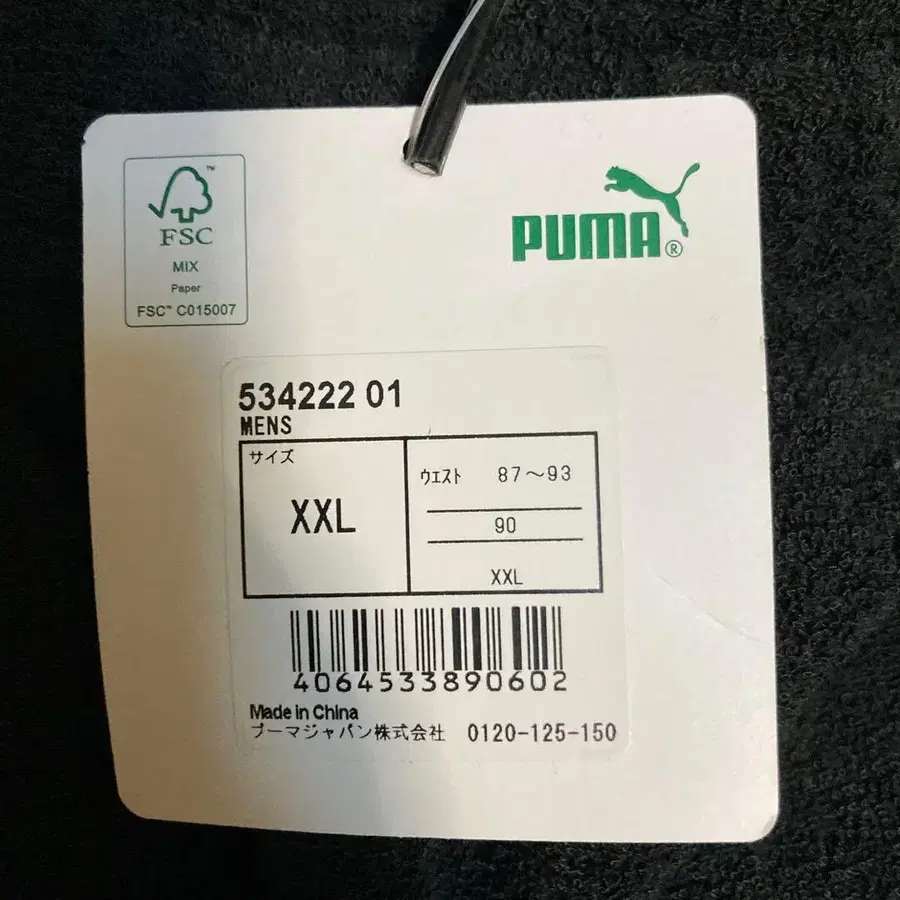 FSC
MIX
Paper
FSC™ C015007
PUMA®
534222 01
MENS
サイズ
XXL
ウエスト 87〜93
90
XXL
4064533890602
Made in China
プーマジャパン株式会社 0120-125-150